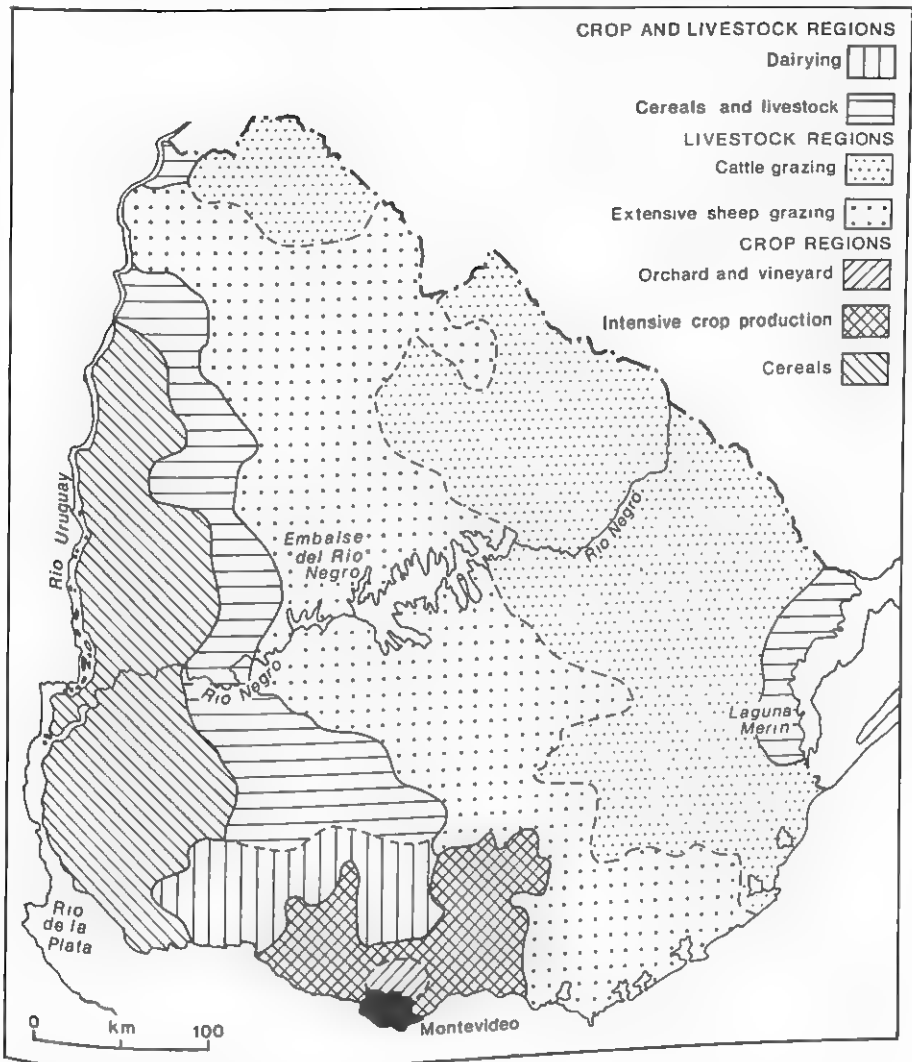 CROP AND LIVESTOCK REGIONS
Dairying
Cereals and livestock
LIVESTOCK REGIONS
Cattle grazing
Extensive sheep grazing
CROP REGIONS
Orchard and vineyard
Intensive crop production
Cereals
Rio Uruguay
Embalse
del Rio
Negro
Rio Negro
Rio Negro
Laguna
Merin
Rio
de la
Plata
0 km 100
Montevideo